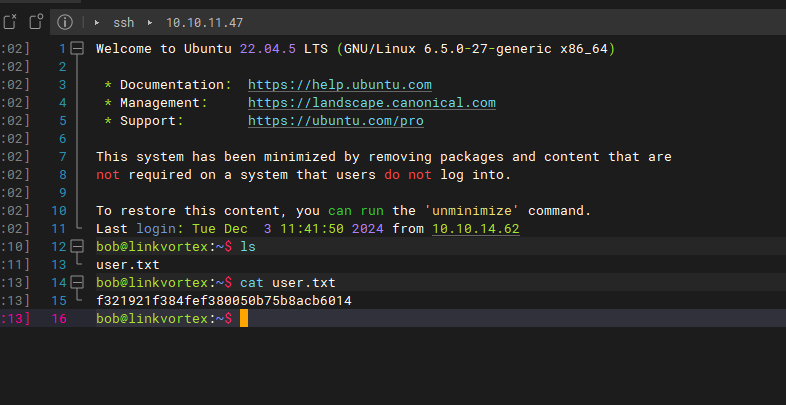 ssh 10.10.11.47
:02] 1 Welcome to Ubuntu 22.04.5 LTS (GNU/Linux 6.5.0-27-generic x86_64)
:02] 2
:02] 3 * Documentation: https://help.ubuntu.com
:02] 4 * Management: https://landscape.canonical.com
:02] 5 * Support: https://ubuntu.com/pro
:02] 6
:02] 7 This system has been minimized by removing packages and content that are
:02] 8 not required on a system that users do not log into.
:02] 9
:02] 10 To restore this content, you can run the 'unminimize' command.
:02] 11 Last login: Tue Dec 3 11:41:50 2024 from 10.10.14.62
:10] 12 bob@linkvortex:~$ ls
:11] 13 user.txt
:13] 14 bob@linkvortex:~$ cat user.txt
:13] 15 f321921f384fef380050b75b8acb6014
:13] 16 bob@linkvortex:~$